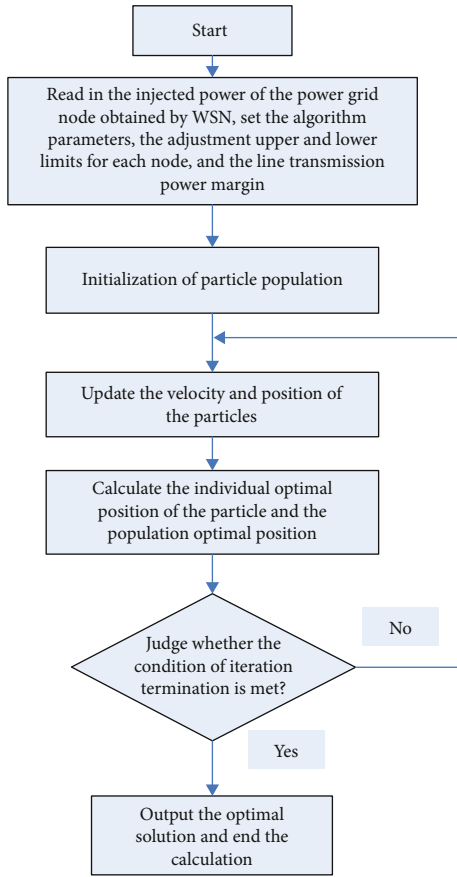 Start
Read in the injected power of the power grid
node obtained by WSN, set the algorithm
parameters, the adjustment upper and lower
limits for each node, and the line transmission
power margin
Initialization of particle population
Update the velocity and position of
the particles
Calculate the individual optimal
position of the particle and the
population optimal position
Judge whether the
condition of iteration
termination is met?
No
Yes
Output the optimal
solution and end the
calculation